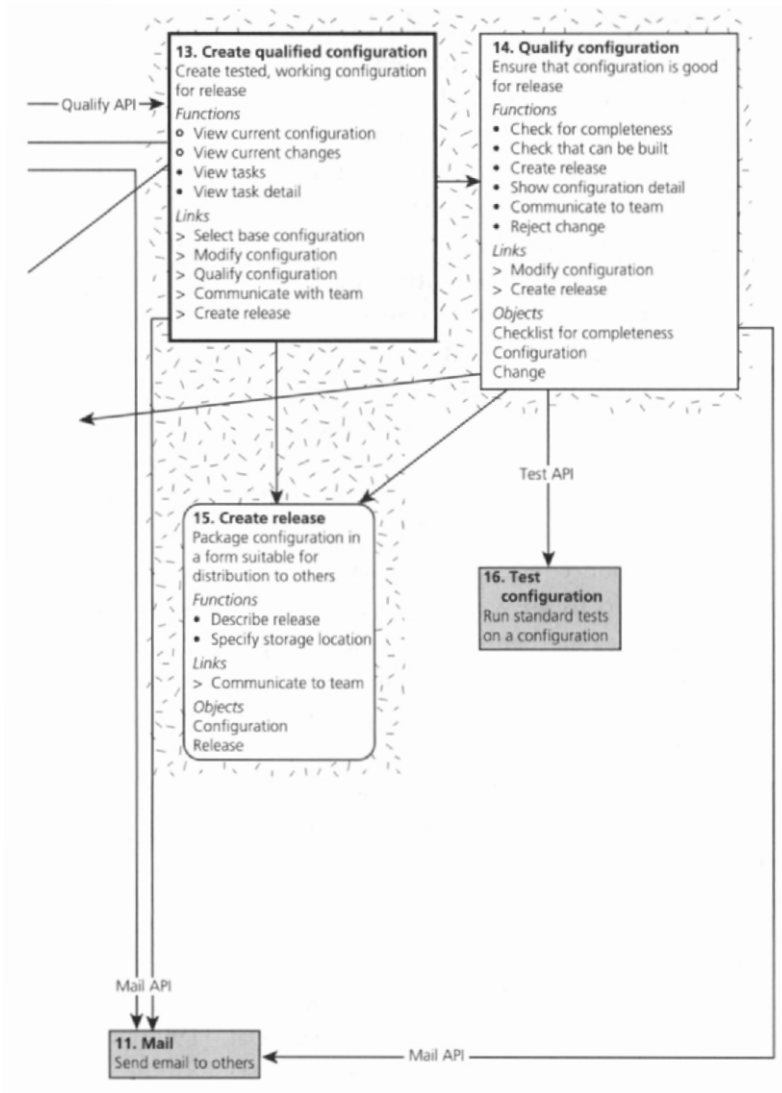 13. Create qualified configuration
Create tested, working configuration
for release
Functions
o View current configuration
o View current changes
• View tasks
• View task detail
Links
> Select base configuration
> Modify configuration
> Qualify configuration
> Communicate with team
> Create release
14. Qualify configuration
Ensure that configuration is good
for release
Functions
• Check for completeness
• Check that can be built
• Create release
• Show configuration detail
• Communicate to team
• Reject change
Links
> Modify configuration
> Create release
Objects
Checklist for completeness
Configuration
Change
Qualify API
Test API
15. Create release
Package configuration in
a form suitable for
distribution to others
Functions
• Describe release
• Specify storage location
Links
> Communicate to team
Objects
Configuration
Release
16. Test
configuration
Run standard tests
on a configuration
Mail API
11. Mail
Send email to others
Mail API